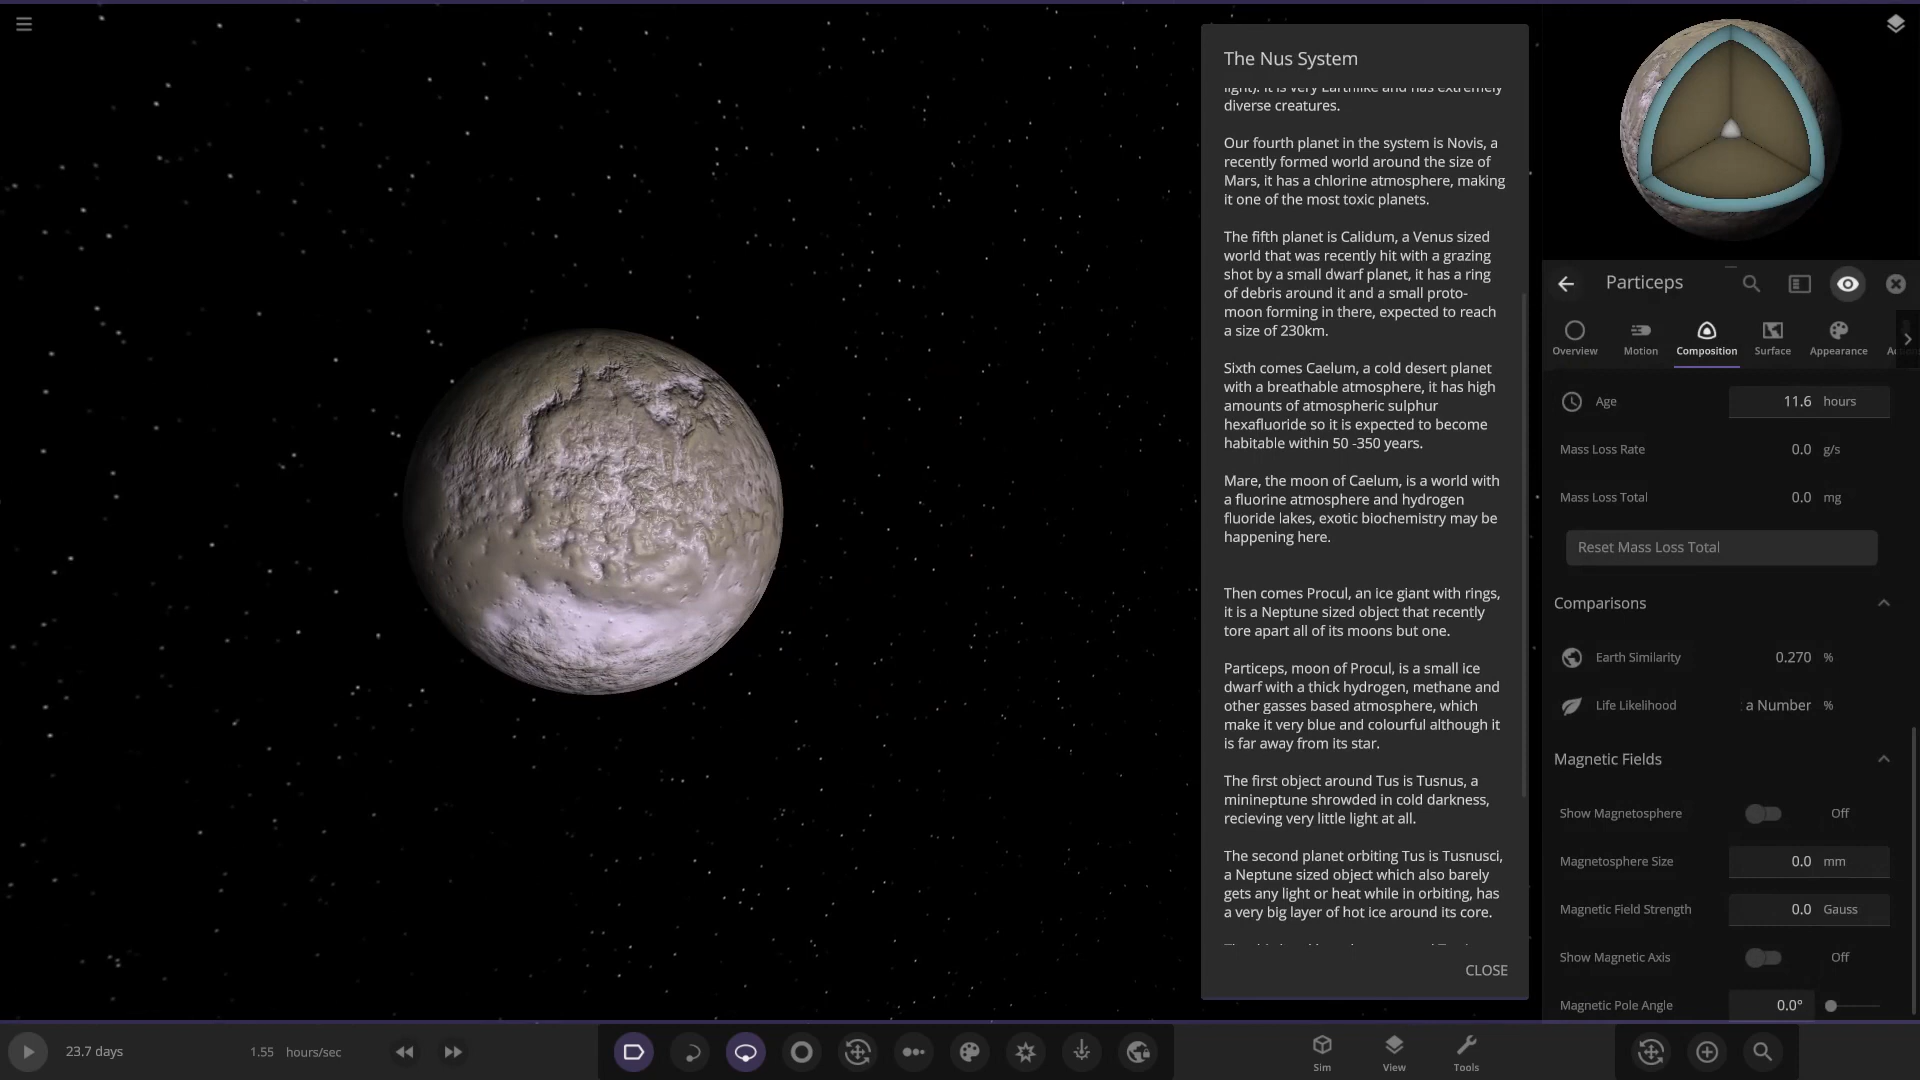 The Nus System
light). It is very Earthlike and has extremely
diverse creatures.
Our fourth planet in the system is Novis, a
recently formed world around the size of
Mars, it has a chlorine atmosphere, making
it one of the most toxic planets.
The fifth planet is Calidum, a Venus sized
world that was recently hit with a grazing
shot by a small dwarf planet, it has a ring
of debris around it and a small proto-
moon forming in there, expected to reach
a size of 230km.
Sixth comes Caelum, a cold desert planet
with a breathable atmosphere, it has high
amounts of atmospheric sulphur
hexafluoride so it is expected to become
habitable within 50 -350 years.
Mare, the moon of Caelum, is a world with
a fluorine atmosphere and hydrogen
fluoride lakes, exotic biochemistry may be
happening here.
Then comes Procul, an ice giant with rings,
it is a Neptune sized object that recently
tore apart all of its moons but one.
Particeps, moon of Procul, is a small ice
dwarf with a thick hydrogen, methane and
other gasses based atmosphere, which
make it very blue and colourful although it
is far away from its star.
The first object around Tus is Tusnus, a
minineptune shrowded in cold darkness,
recieving very little light at all.
The second planet orbiting Tus is Tusnusci,
a Neptune sized object which also barely
gets any light or heat while in orbiting, has
a very big layer of hot ice around its core.
CLOSE
Particeps
Overview Motion Composition Surface Appearance
Age 11.6 hours
Mass Loss Rate 0.0 g/s
Mass Loss Total 0.0 mg
Reset Mass Loss Total
Comparisons
Earth Similarity 0.270 %
Life Likelihood a Number %
Magnetic Fields
Show Magnetosphere Off
Magnetosphere Size 0.0 mm
Magnetic Field Strength 0.0 Gauss
Show Magnetic Axis Off
Magnetic Pole Angle 0.0°
23.7 days 1.55 hours/sec
Sim View Tools